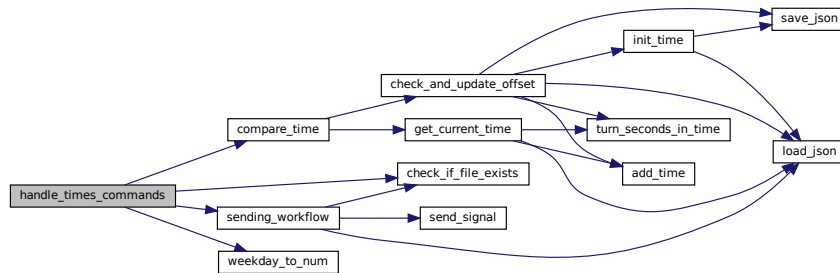 save_json
init_time
check_and_update_offset
compare_time
get_current_time
turn_seconds_in_time
load_json
check_if_file_exists
add_time
handle_times_commands
sending_workflow
send_signal
weekday_to_num